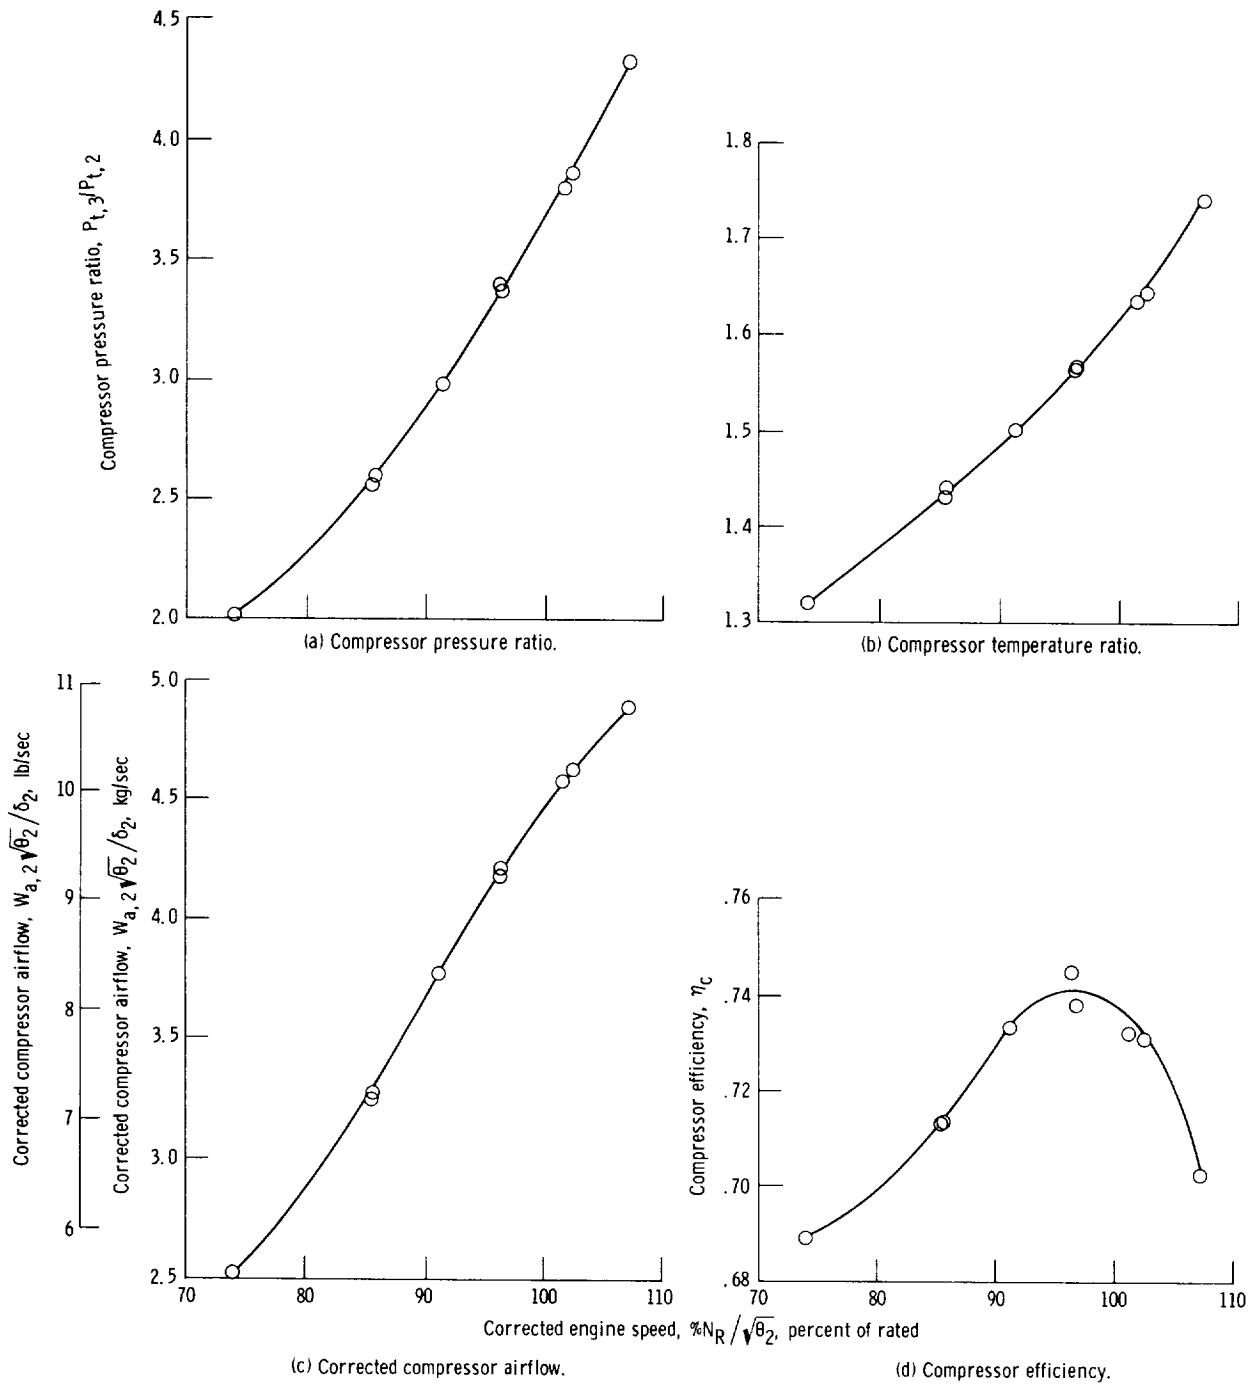 4.5
4.0
3.5
3.0
2.5
2.0
Compressor pressure ratio, P_t,3/P_t,2
(a) Compressor pressure ratio.
1.8
1.7
1.6
1.5
1.4
1.3
(b) Compressor temperature ratio.
11
10
9
8
7
6
Corrected compressor airflow, W_a,2√θ_2/δ_2, lb/sec
5.0
4.5
4.0
3.5
3.0
2.5
Corrected compressor airflow, W_a,2√θ_2/δ_2, kg/sec
70 80 90 100 110
.76
.74
.72
.70
.68
Compressor efficiency, η_c
70 80 90 100 110
Corrected engine speed, %N_R/√θ_2, percent of rated
(c) Corrected compressor airflow.
(d) Compressor efficiency.